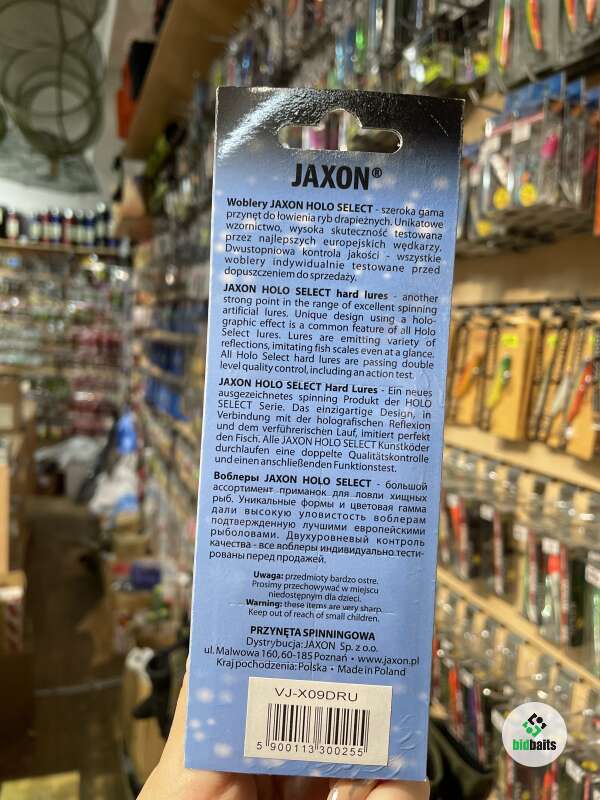 JAXON®
Woblery JAXON HOLO SELECT - szeroka gama
przynęt do łowienia ryb drapieżnych. Unikatowe
wzornictwo, wysoka skuteczność testowana
przez najlepszych europejskich wędkarzy.
Dwustopniowa kontrola jakości - wszystkie
woblery indywidualnie testowane przed
dopuszczeniem do sprzedaży.
JAXON HOLO SELECT hard lures - another
strong point in the range of excellent spinning
artificial lures. Unique design using a holo-
graphic effect is a common feature of all Holo
Select lures. Lures are emitting variety of
reflections, imitating fish scales even at a glance.
All Holo Select hard lures are passing double
level quality control, including an action test.
JAXON HOLO SELECT Hard Lures - Ein neues
ausgezeichnetes spinning Produkt der HOLO
SELECT Serie. Das einzigartige Design, in
Verbindung mit der holografischen Reflexion
und dem verführerischen Lauf, imitiert perfekt
den Fisch. Alle JAXON HOLO SELECT Kunstköder
durchlaufen eine doppelte Qualitätskontrolle
und einen anschließenden Funktionstest.
Воблеры JAXON HOLO SELECT - большой
ассортимент приманок для ловли хищных
рыб. Уникальные формы и цветовая гамма
дали высокую уловистость воблерам
подтвержденную лучшими европейскими
рыболовами. Двухуровневый контроль
качества - все воблеры индивидуально тести-
рованы перед продажей.
Uwaga: przedmioty bardzo ostre.
Prosimy przechowywać w miejscu
niedostępnym dla dzieci.
Warning: these items are very sharp.
Keep out of reach of small children.
PRZYNĘTA SPINNINGOWA
Dystrybucja: JAXON Sp. z o.o.
ul. Malwowa 160, 60-185 Poznań • www.jaxon.pl
Kraj pochodzenia: Polska • Made in Poland
VJ-X09DRU
5 900113 300255
bidbaits